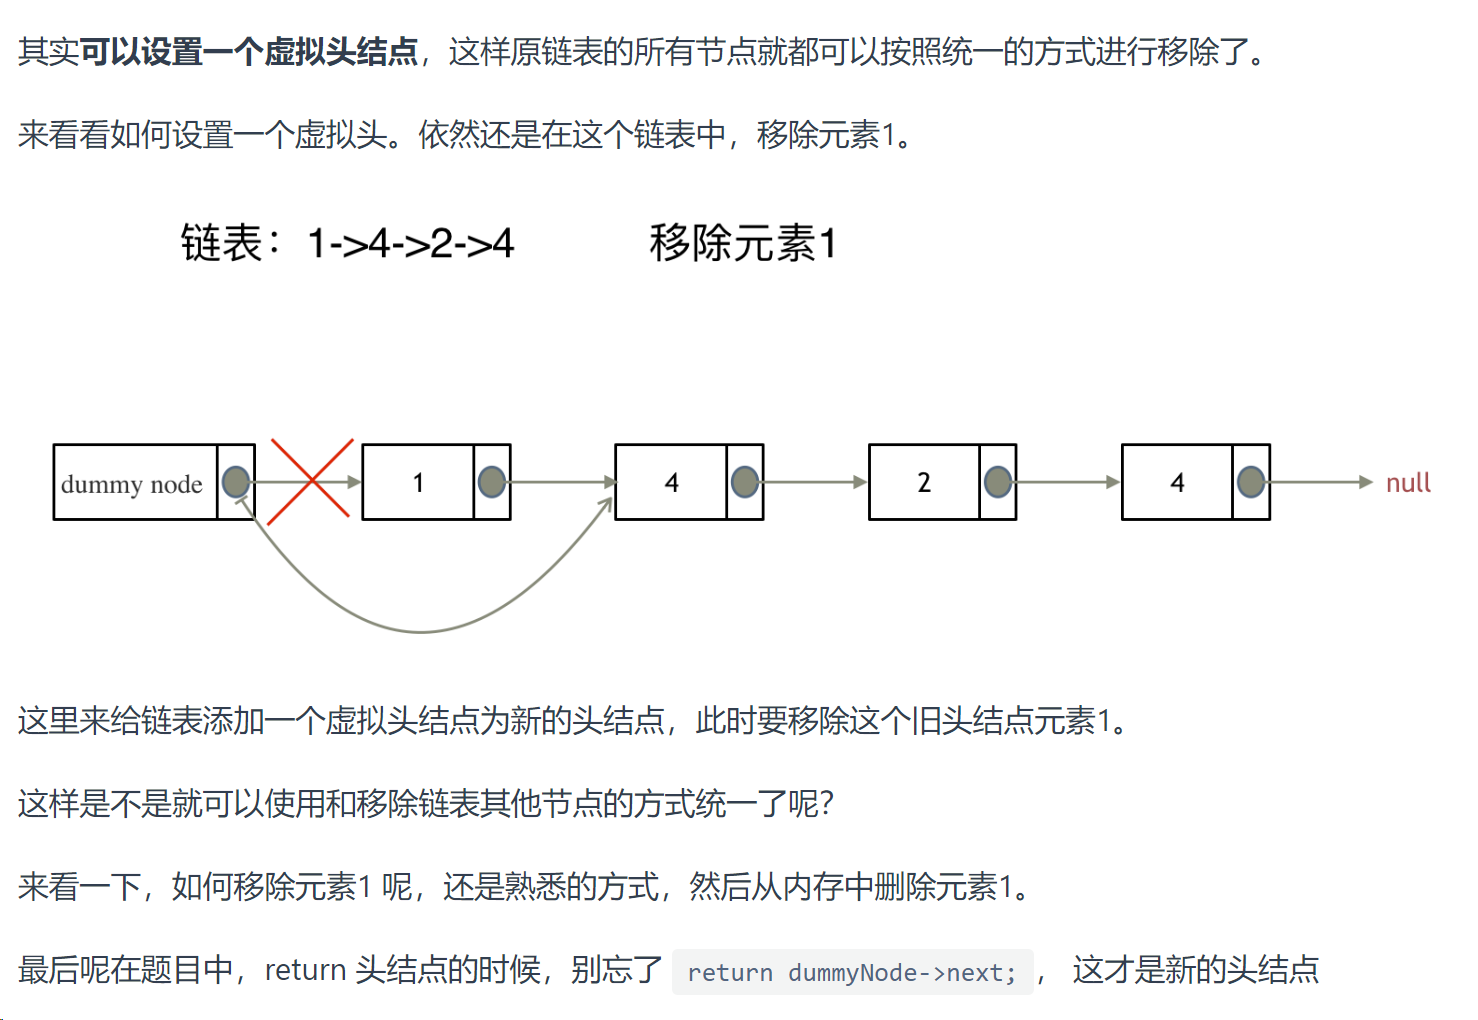 其实可以设置一个虚拟头结点，这样原链表的所有节点就都可以按照统一的方式进行移除了。
来看看如何设置一个虚拟头。依然还是在这个链表中，移除元素1。
链表：1->4->2->4 移除元素1
dummy node 1 4 2 4 null
这里来给链表添加一个虚拟头结点为新的头结点，此时要移除这个旧头结点元素1。
这样是不是就可以使用和移除链表其他节点的方式统一了呢？
来看一下，如何移除元素1 呢，还是熟悉的方式，然后从内存中删除元素1。
最后呢在题目中，return 头结点的时候，别忘了 return dummyNode->next; ， 这才是新的头结点